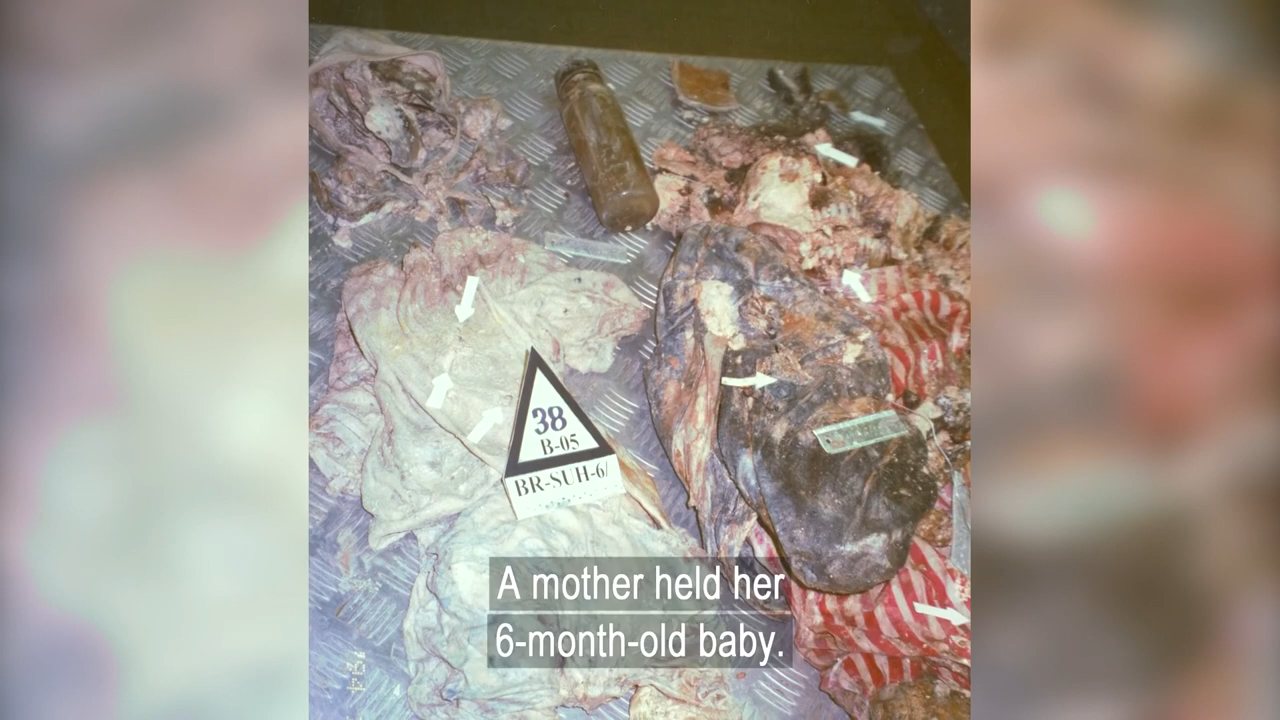 38
B-05
BR-SUH-6/
A mother held her
6-month-old baby.